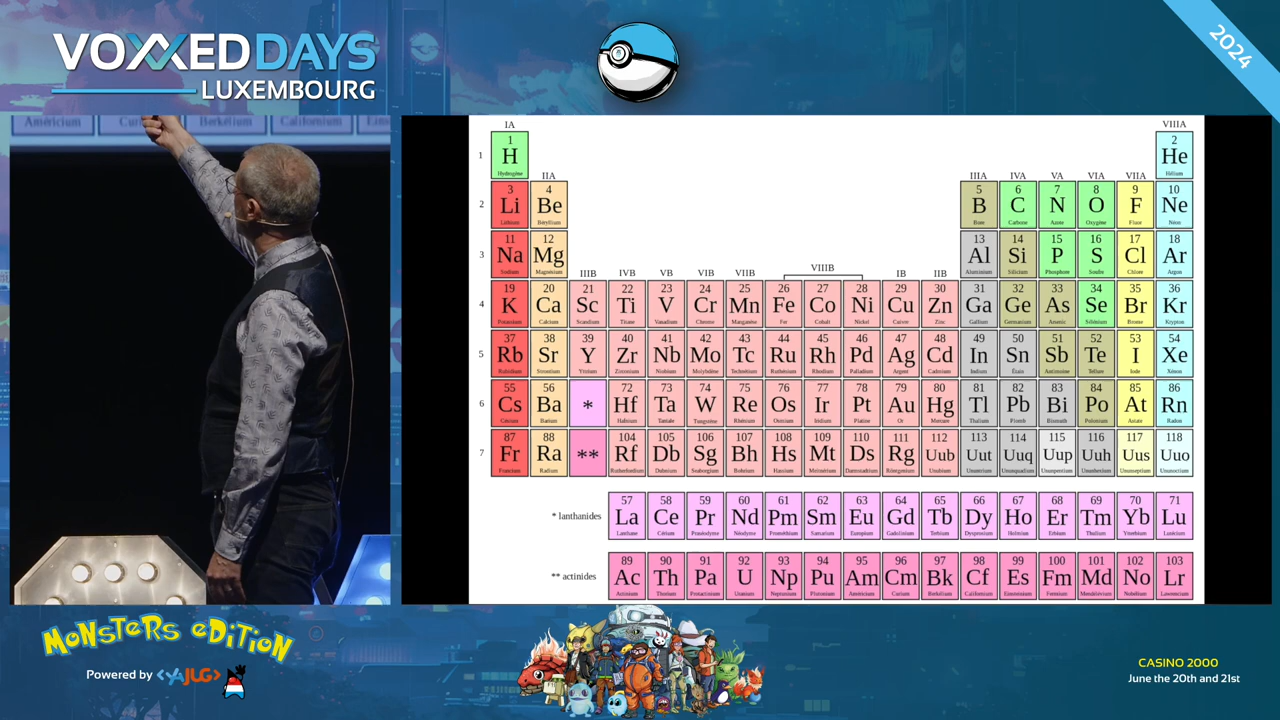 VOXXED DAYS
LUXEMBOURG
2024
Américium Curium Berkélium Californium
IA VIIIA
1 2
1 H He
Hydrogène Hélium
IIA IIIA IVA VA VIA VIIA
3 4 5 6 7 8 9 10
2 Li Be B C N O F Ne
Lithium Béryllium Bore Carbone Azote Oxygène Fluor Néon
11 12 13 14 15 16 17 18
3 Na Mg Al Si P S Cl Ar
Sodium Magnésium Aluminium Silicium Phosphore Soufre Chlore Argon
IIIB IVB VB VIB VIIB VIIIB IB IIB
19 20 21 22 23 24 25 26 27 28 29 30 31 32 33 34 35 36
4 K Ca Sc Ti V Cr Mn Fe Co Ni Cu Zn Ga Ge As Se Br Kr
Potassium Calcium Scandium Titane Vanadium Chrome Manganèse Fer Cobalt Nickel Cuivre Zinc Gallium Germanium Arsenic Sélénium Brome Krypton
37 38 39 40 41 42 43 44 45 46 47 48 49 50 51 52 53 54
5 Rb Sr Y Zr Nb Mo Tc Ru Rh Pd Ag Cd In Sn Sb Te I Xe
Rubidium Strontium Yttrium Zirconium Niobium Molybdène Technétium Ruthénium Rhodium Palladium Argent Cadmium Indium Étain Antimoine Tellure Iode Xénon
55 56 72 73 74 75 76 77 78 79 80 81 82 83 84 85 86
6 Cs Ba * Hf Ta W Re Os Ir Pt Au Hg Tl Pb Bi Po At Rn
Césium Barium Hafnium Tantale Tungstène Rhénium Osmium Iridium Platine Or Mercure Thallium Plomb Bismuth Polonium Astate Radon
87 88 104 105 106 107 108 109 110 111 112 113 114 115 116 117 118
7 Fr Ra ** Rf Db Sg Bh Hs Mt Ds Rg Uub Uut Uuq Uup Uuh Uus Uuo
Francium Radium Rutherfordium Dubnium Seaborgium Bohrium Hassium Meitnérium Darmstadtium Röntgenium Ununbium Ununtrium Ununquadium Ununpentium Ununhexium Ununseptium Ununoctium
57 58 59 60 61 62 63 64 65 66 67 68 69 70 71
* lanthanides La Ce Pr Nd Pm Sm Eu Gd Tb Dy Ho Er Tm Yb Lu
Lanthane Cérium Praséodyme Néodyme Prométhium Samarium Europium Gadolinium Terbium Dysprosium Holmium Erbium Thulium Ytterbium Lutécium
89 90 91 92 93 94 95 96 97 98 99 100 101 102 103
** actinides Ac Th Pa U Np Pu Am Cm Bk Cf Es Fm Md No Lr
Actinium Thorium Protactinium Uranium Neptunium Plutonium Américium Curium Berkélium Californium Einsteinium Fermium Mendélévium Nobélium Lawrencium
MONSTERS EDITION
Powered by <YAJUG>
CASINO 2000
June the 20th and 21st